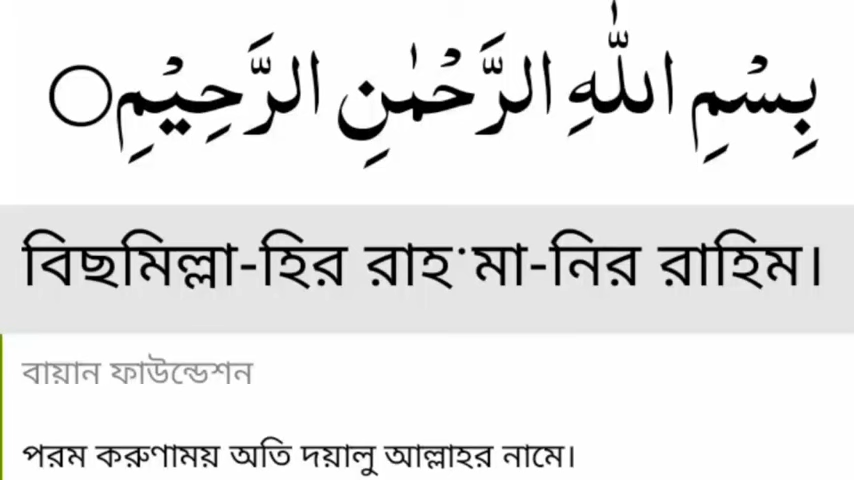 بِسْمِ اللّٰهِ الرَّحْمٰنِ الرَّحِيْمِ
বিছমিল্লা-হির রাহ·মা-নির রাহিম।
বায়ান ফাউন্ডেশন
পরম করুণাময় অতি দয়ালু আল্লাহর নামে।